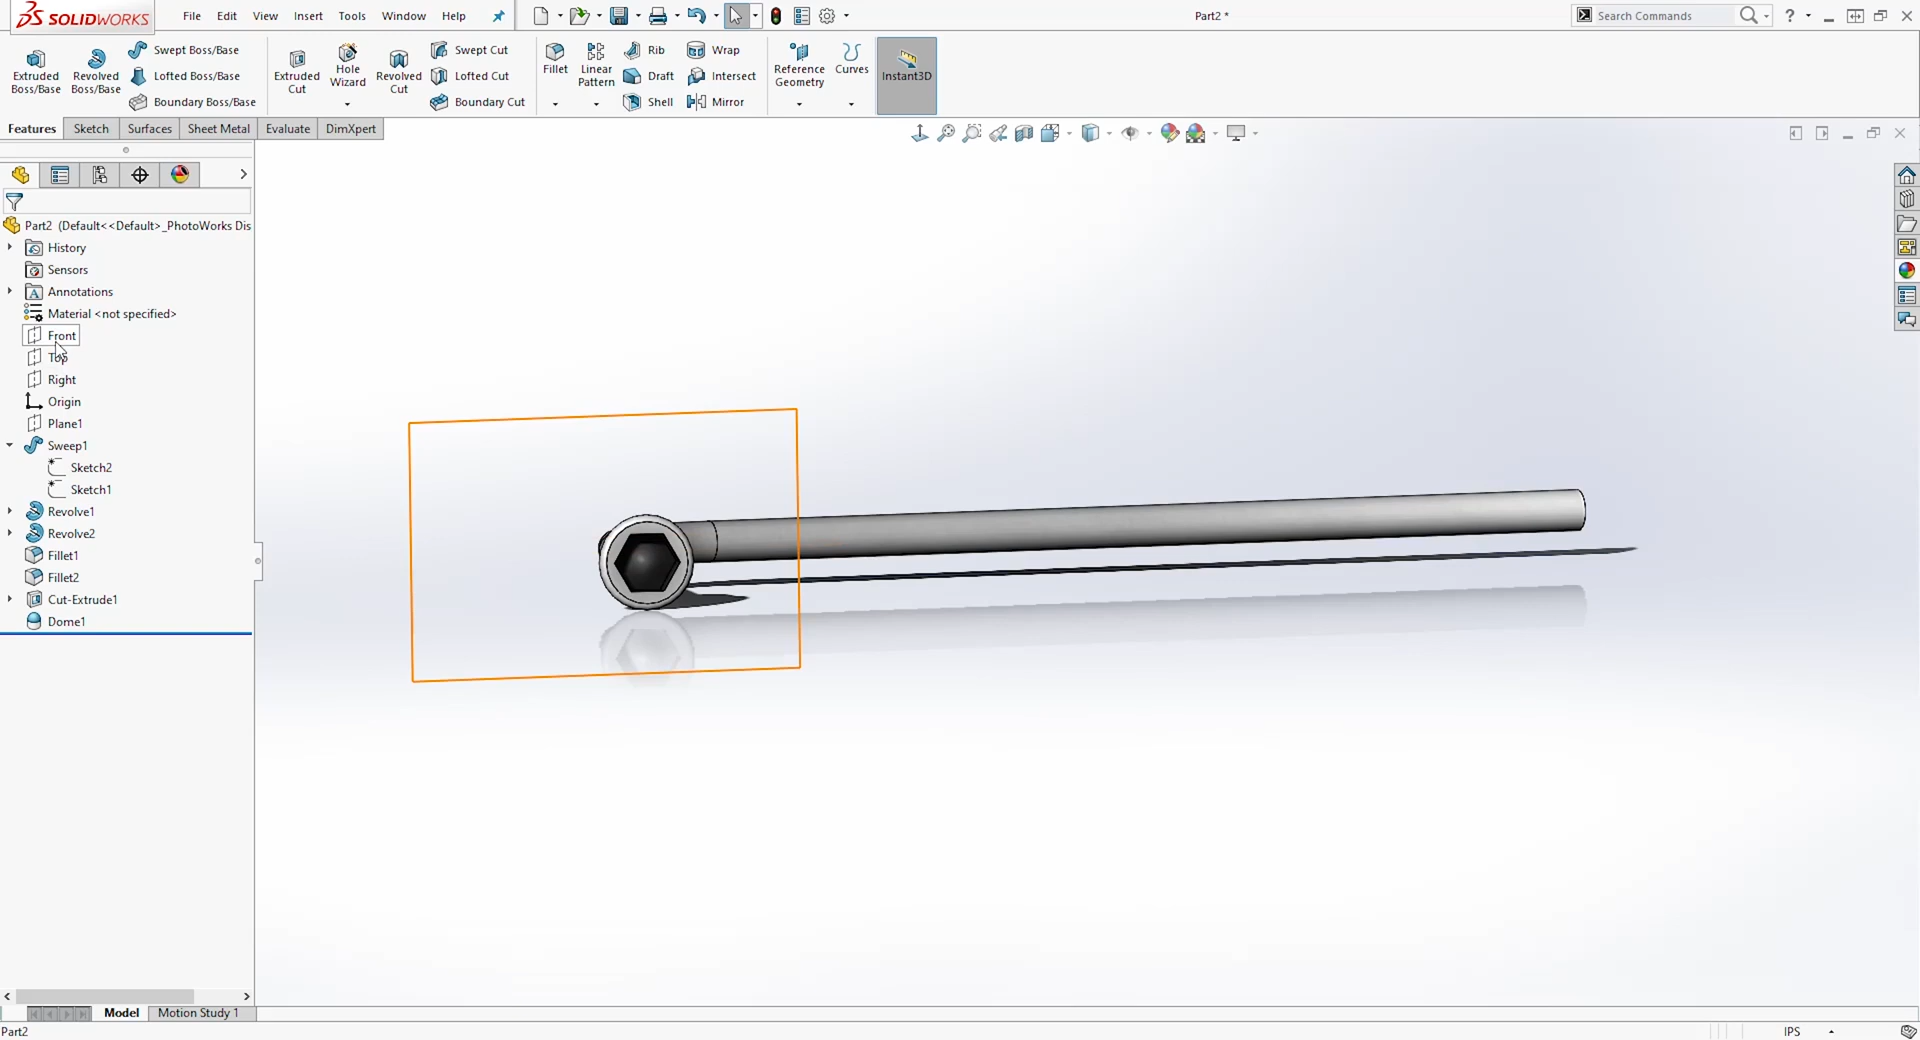 SOLIDWORKS File Edit View Insert Tools Window Help Part2 * Search Commands
Extruded Boss/Base
Revolved Boss/Base
Swept Boss/Base
Lofted Boss/Base
Boundary Boss/Base
Extruded Cut
Hole Wizard
Revolved Cut
Swept Cut
Lofted Cut
Boundary Cut
Fillet
Linear Pattern
Rib
Draft
Shell
Wrap
Intersect
Mirror
Reference Geometry
Curves
Instant3D
Features Sketch Surfaces Sheet Metal Evaluate DimXpert
Part2 (Default<<Default>_PhotoWorks Dis
History
Sensors
Annotations
Material <not specified>
Front
Top
Right
Origin
Plane1
Sweep1
Sketch2
Sketch1
Revolve1
Revolve2
Fillet1
Fillet2
Cut-Extrude1
Dome1
Model Motion Study 1
Part2 IPS